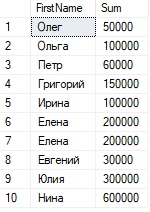 FirstName Sum
1 Олег 50000
2 Ольга 100000
3 Петр 60000
4 Григорий 150000
5 Ирина 100000
6 Елена 200000
7 Елена 200000
8 Евгений 30000
9 Юлия 300000
10 Нина 600000